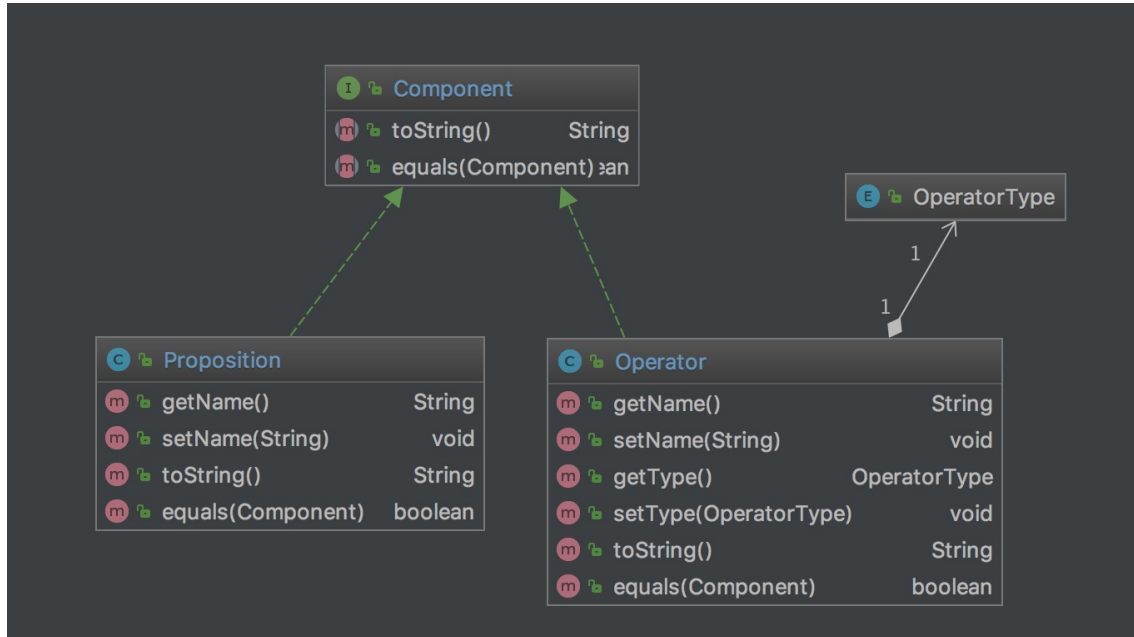 I Component
m toString() String
m equals(Component) ean
E OperatorType
1
1
C Proposition
m getName() String
m setName(String) void
m toString() String
m equals(Component) boolean
C Operator
m getName() String
m setName(String) void
m getType() OperatorType
m setType(OperatorType) void
m toString() String
m equals(Component) boolean